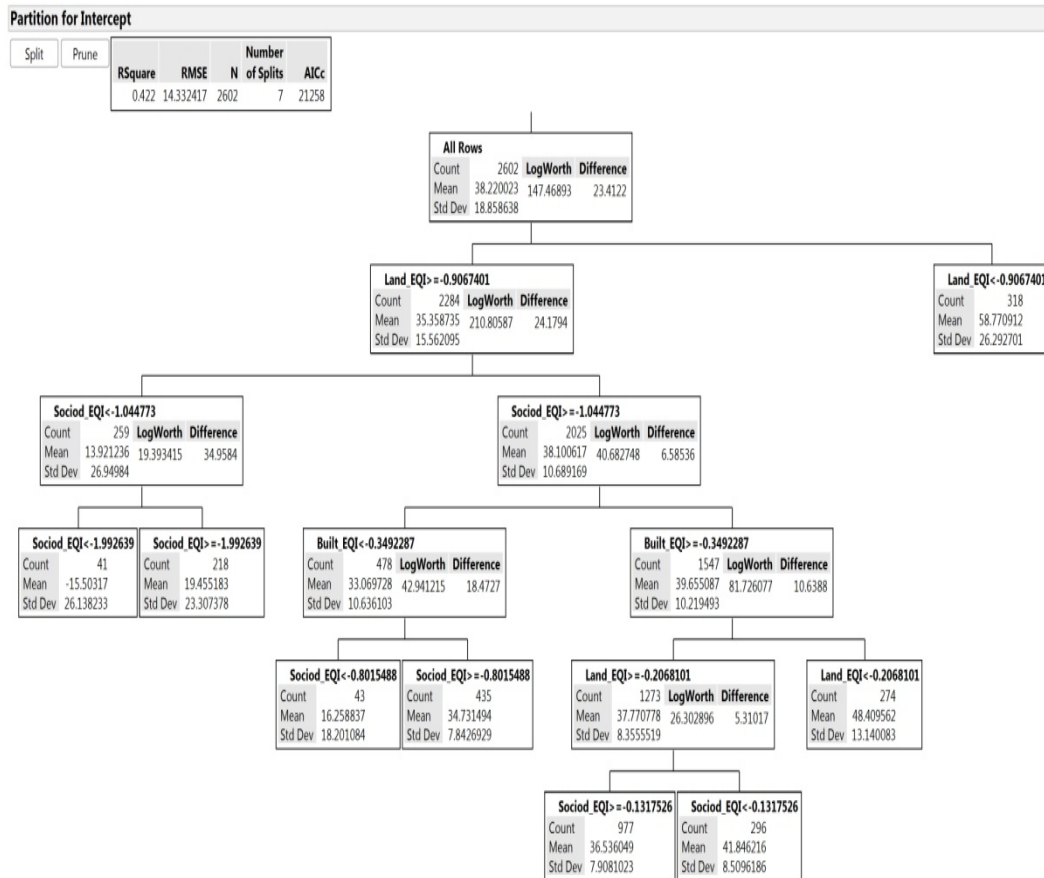 Partition for Intercept
Split Prune
Number
RSquare RMSE N of Splits AICc
0.422 14.332417 2602 7 21258
All Rows
Count 2602 LogWorth Difference
Mean 38.220023 147.46893 23.4122
Std Dev 18.858638
Land_EQI>=-0.9067401
Count 2284 LogWorth Difference
Mean 35.358735 210.80587 24.1794
Std Dev 15.562095
Land_EQI<-0.9067401
Count 318
Mean 58.770912
Std Dev 26.292701
Sociod_EQI<-1.044773
Count 259 LogWorth Difference
Mean 13.921236 19.393415 34.9584
Std Dev 26.94984
Sociod_EQI>=-1.044773
Count 2025 LogWorth Difference
Mean 38.100617 40.682748 6.58536
Std Dev 10.689169
Sociod_EQI<-1.992639
Count 41
Mean -15.50317
Std Dev 26.138233
Sociod_EQI>=-1.992639
Count 218
Mean 19.455183
Std Dev 23.307378
Built_EQI<-0.3492287
Count 478 LogWorth Difference
Mean 33.069728 42.941215 18.4727
Std Dev 10.636103
Built_EQI>=-0.3492287
Count 1547 LogWorth Difference
Mean 39.655087 81.726077 10.6388
Std Dev 10.219493
Sociod_EQI<-0.8015488
Count 43
Mean 16.258837
Std Dev 18.201084
Sociod_EQI>=-0.8015488
Count 435
Mean 34.731494
Std Dev 7.8426929
Land_EQI>=-0.2068101
Count 1273 LogWorth Difference
Mean 37.770778 26.302896 5.31017
Std Dev 8.3555519
Land_EQI<-0.2068101
Count 274
Mean 48.409562
Std Dev 13.140083
Sociod_EQI>=-0.1317526
Count 977
Mean 36.536049
Std Dev 7.9081023
Sociod_EQI<-0.1317526
Count 296
Mean 41.846216
Std Dev 8.5096186